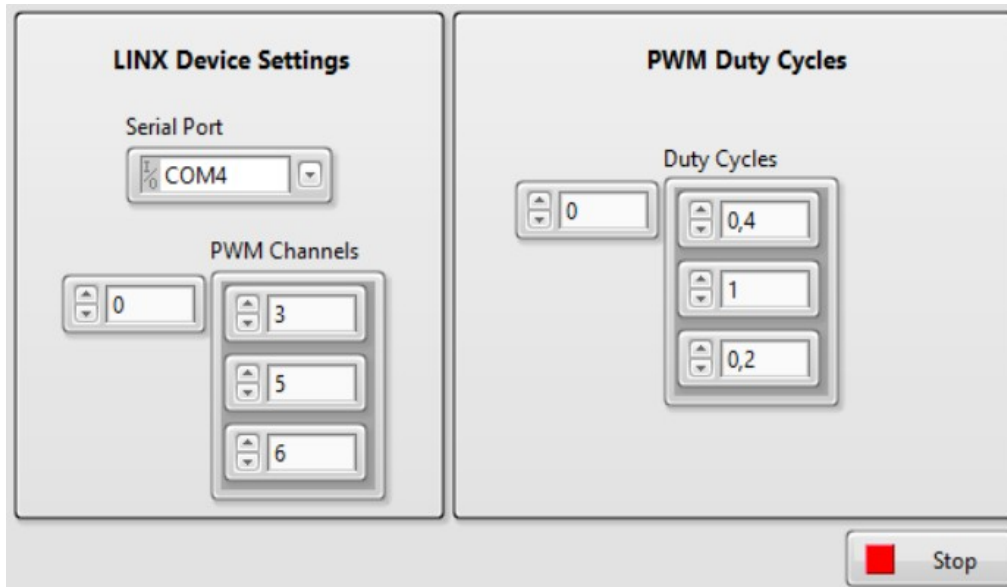 LINX Device Settings
Serial Port
I/O COM4
PWM Channels
0
3
5
6
PWM Duty Cycles
Duty Cycles
0
0,4
1
0,2
Stop